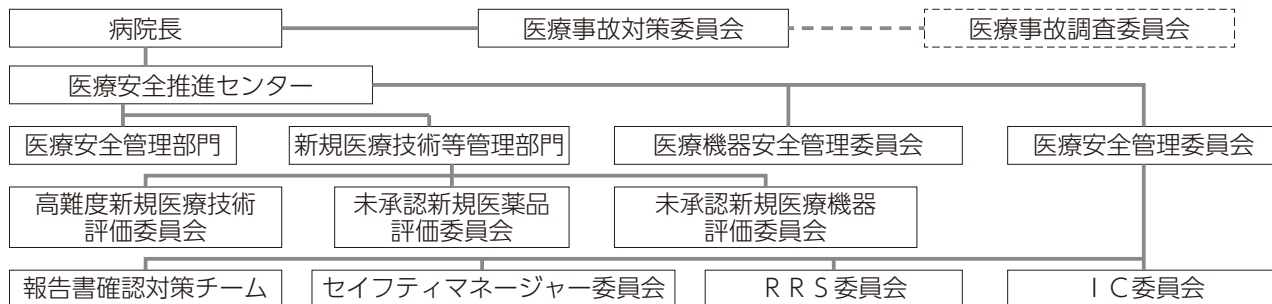 病院長
医療事故対策委員会
医療事故調査委員会
医療安全推進センター
医療安全管理部門
新規医療技術等管理部門
医療機器安全管理委員会
医療安全管理委員会
高難度新規医療技術
評価委員会
未承認新規医薬品
評価委員会
未承認新規医療機器
評価委員会
報告書確認対策チーム
セイフティマネージャー委員会
ＲＲＳ委員会
ＩＣ委員会